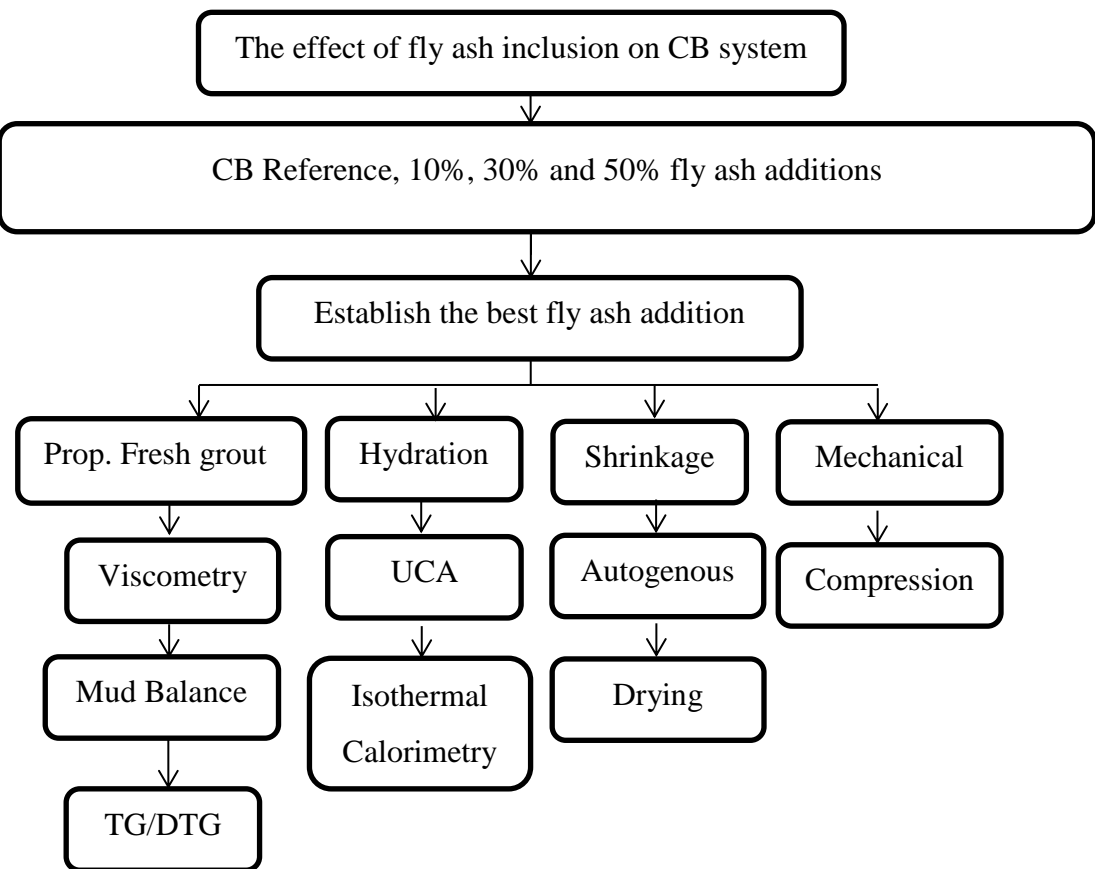 The effect of fly ash inclusion on CB system
CB Reference, 10%, 30% and 50% fly ash additions
Establish the best fly ash addition
Prop. Fresh grout
Hydration
Shrinkage
Mechanical
Viscometry
UCA
Autogenous
Compression
Mud Balance
Isothermal
Calorimetry
Drying
TG/DTG